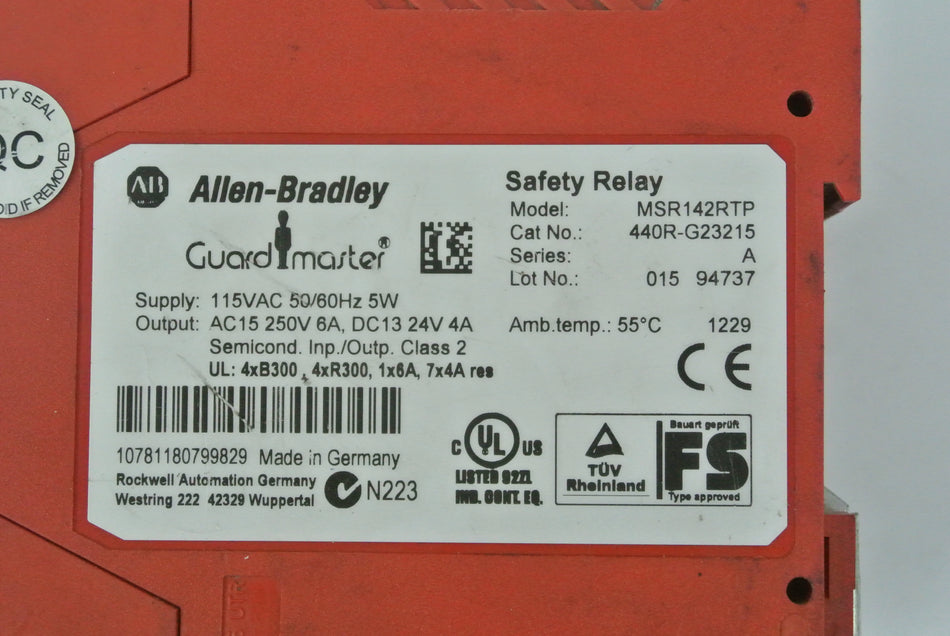 TY SEAL
QC
OID IF REMOVED
AB Allen-Bradley
Guardmaster®
Safety Relay
Model: MSR142RTP
Cat No.: 440R-G23215
Series: A
Lot No.: 015 94737
Supply: 115VAC 50/60Hz 5W
Output: AC15 250V 6A, DC13 24V 4A
Semicond. Inp./Outp. Class 2
UL: 4xB300 , 4xR300, 1x6A, 7x4A res
Amb.temp.: 55°C 1229
CE
10781180799829 Made in Germany
Rockwell Automation Germany
Westring 222 42329 Wuppertal
N223
C UL US
LISTED 92ZL
IND. CONT. EQ.
TÜV
Rheinland
Bauart geprüft
FS
Type approved